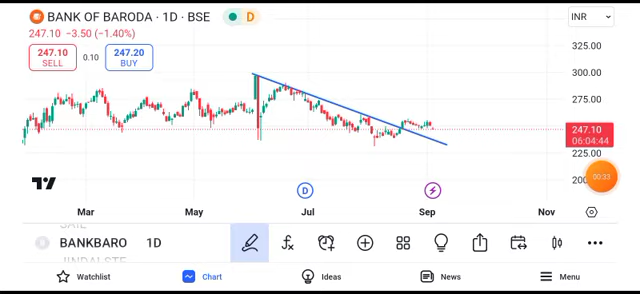 BANK OF BARODA · 1D · BSE
D
INR
247.10 −3.50 (−1.40%)
247.10
SELL
0.10
247.20
BUY
325.00
300.00
275.00
247.10
06:04:44
225.00
00:33
200
D
Mar
May
Jul
Sep
Nov
BANKBARO 1D
Watchlist
Chart
Ideas
News
Menu